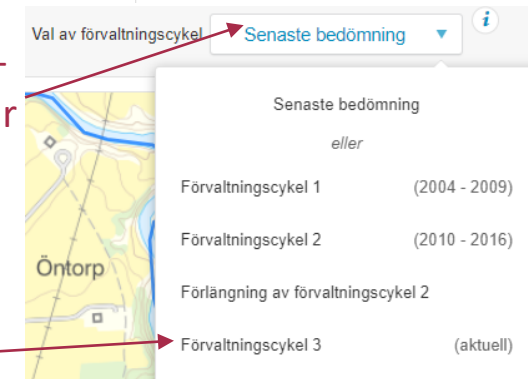 Val av förvaltningscykel Senaste bedömning i
r
Senaste bedömning
eller
Förvaltningscykel 1 (2004 - 2009)
Förvaltningscykel 2 (2010 - 2016)
Öntorp
Förlängning av förvaltningscykel 2
Förvaltningscykel 3 (aktuell)